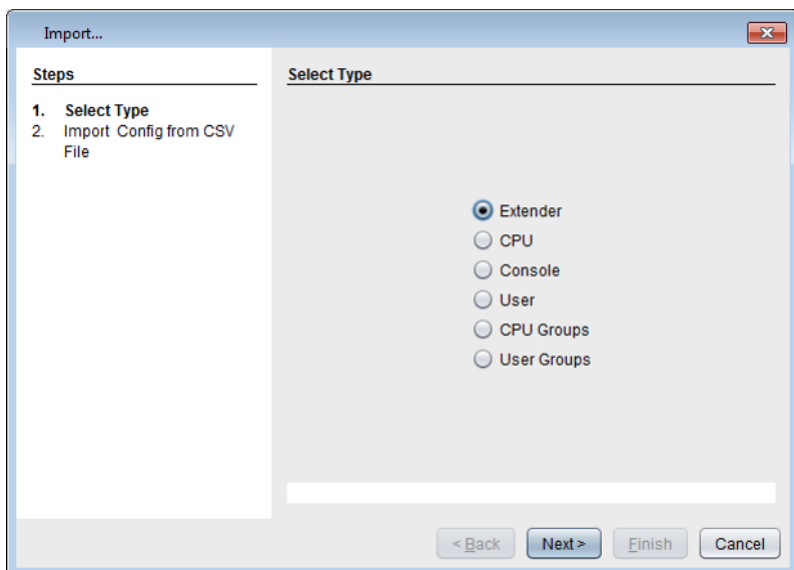 Import...
Steps
1. Select Type
2. Import Config from CSV
File
Select Type
Extender
CPU
Console
User
CPU Groups
User Groups
< Back Next > Finish Cancel